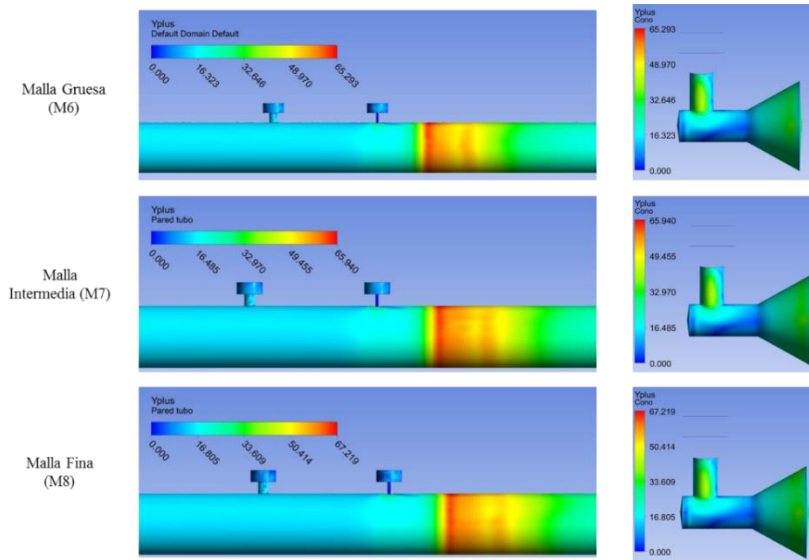 Malla Gruesa
(M6)
Yplus
Default Domain Default
0.000
16.323
32.646
48.970
65.293
Yplus
Cono
65.293
48.970
32.646
16.323
0.000
Malla
Intermedia (M7)
Yplus
Pared tubo
0.000
16.485
32.970
49.455
65.940
Yplus
Cono
65.940
49.455
32.970
16.485
0.000
Malla Fina
(M8)
Yplus
Pared tubo
0.000
16.805
33.609
50.414
67.219
Yplus
Cono
67.219
50.414
33.609
16.805
0.000